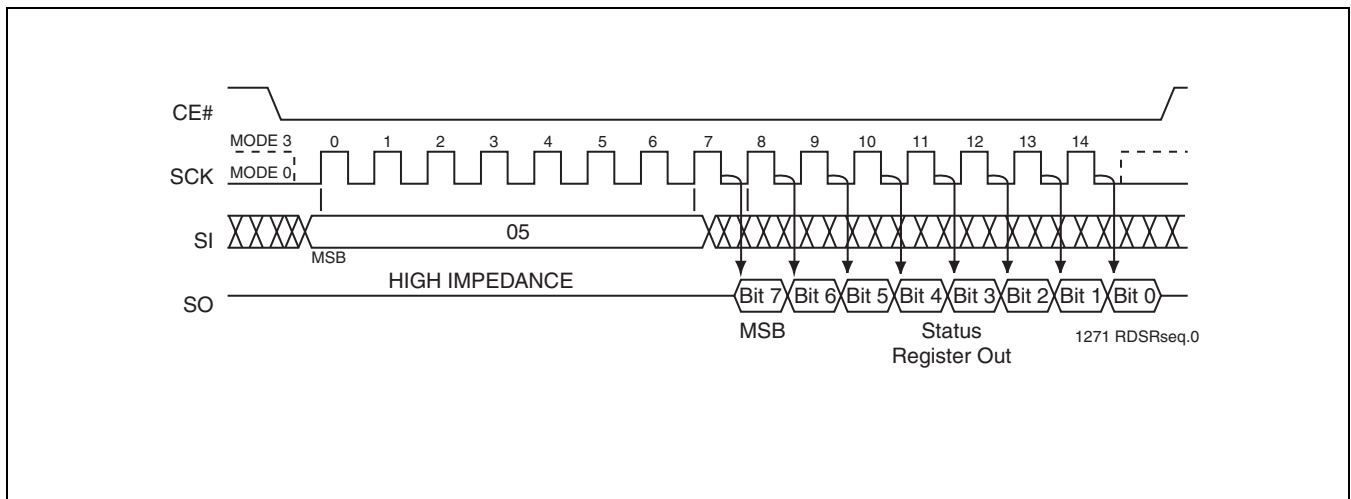 CE#
MODE 3
0 1 2 3 4 5 6 7 8 9 10 11 12 13 14
SCK
MODE 0
SI
05
MSB
HIGH IMPEDANCE
SO
Bit 7 Bit 6 Bit 5 Bit 4 Bit 3 Bit 2 Bit 1 Bit 0
MSB
Status
Register Out
1271 RDSRseq.0